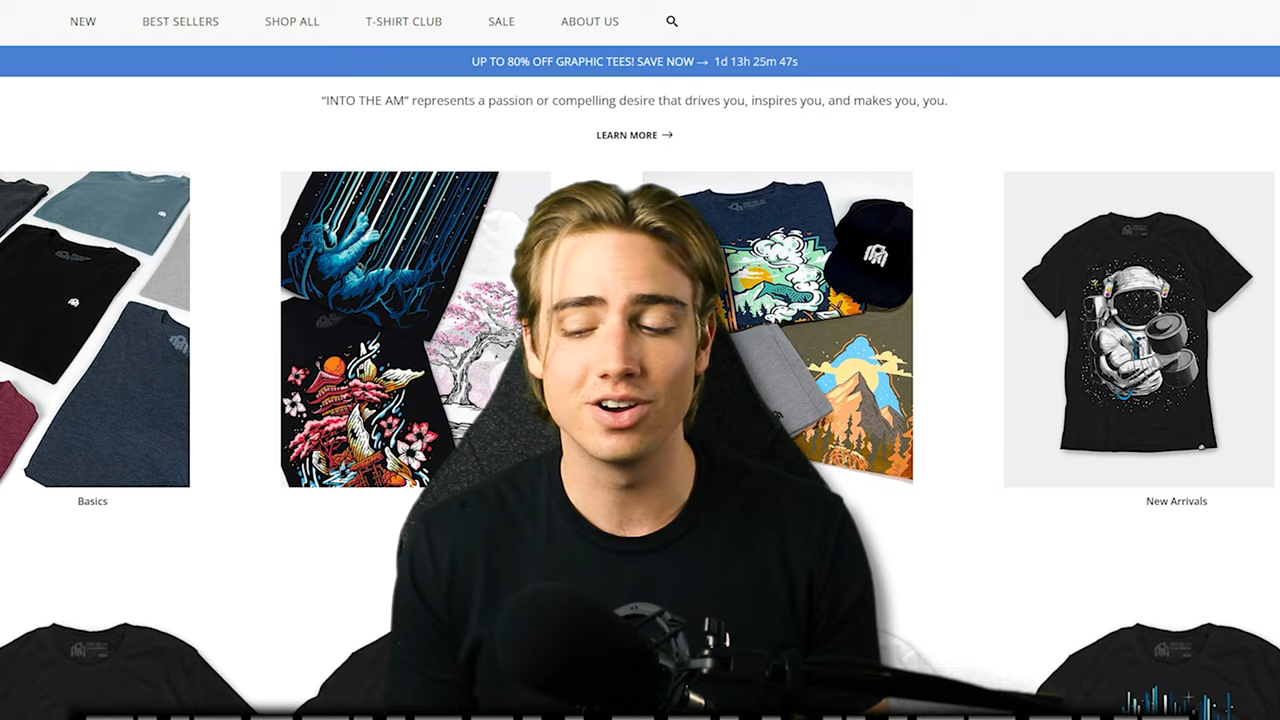 NEW
BEST SELLERS
SHOP ALL
T-SHIRT CLUB
SALE
ABOUT US
UP TO 80% OFF GRAPHIC TEES! SAVE NOW → 1d 13h 25m 47s
“INTO THE AM” represents a passion or compelling desire that drives you, inspires you, and makes you, you.
LEARN MORE →
Basics
New Arrivals